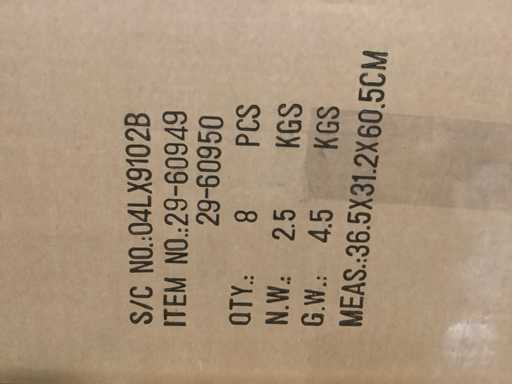 S/C NO.:04LX9102B
ITEM NO.:29-60949
29-60950
QTY.: 8 PCS
N.W.: 2.5 KGS
G.W.: 4.5 KGS
MEAS.:36.5X31.2X60.5CM